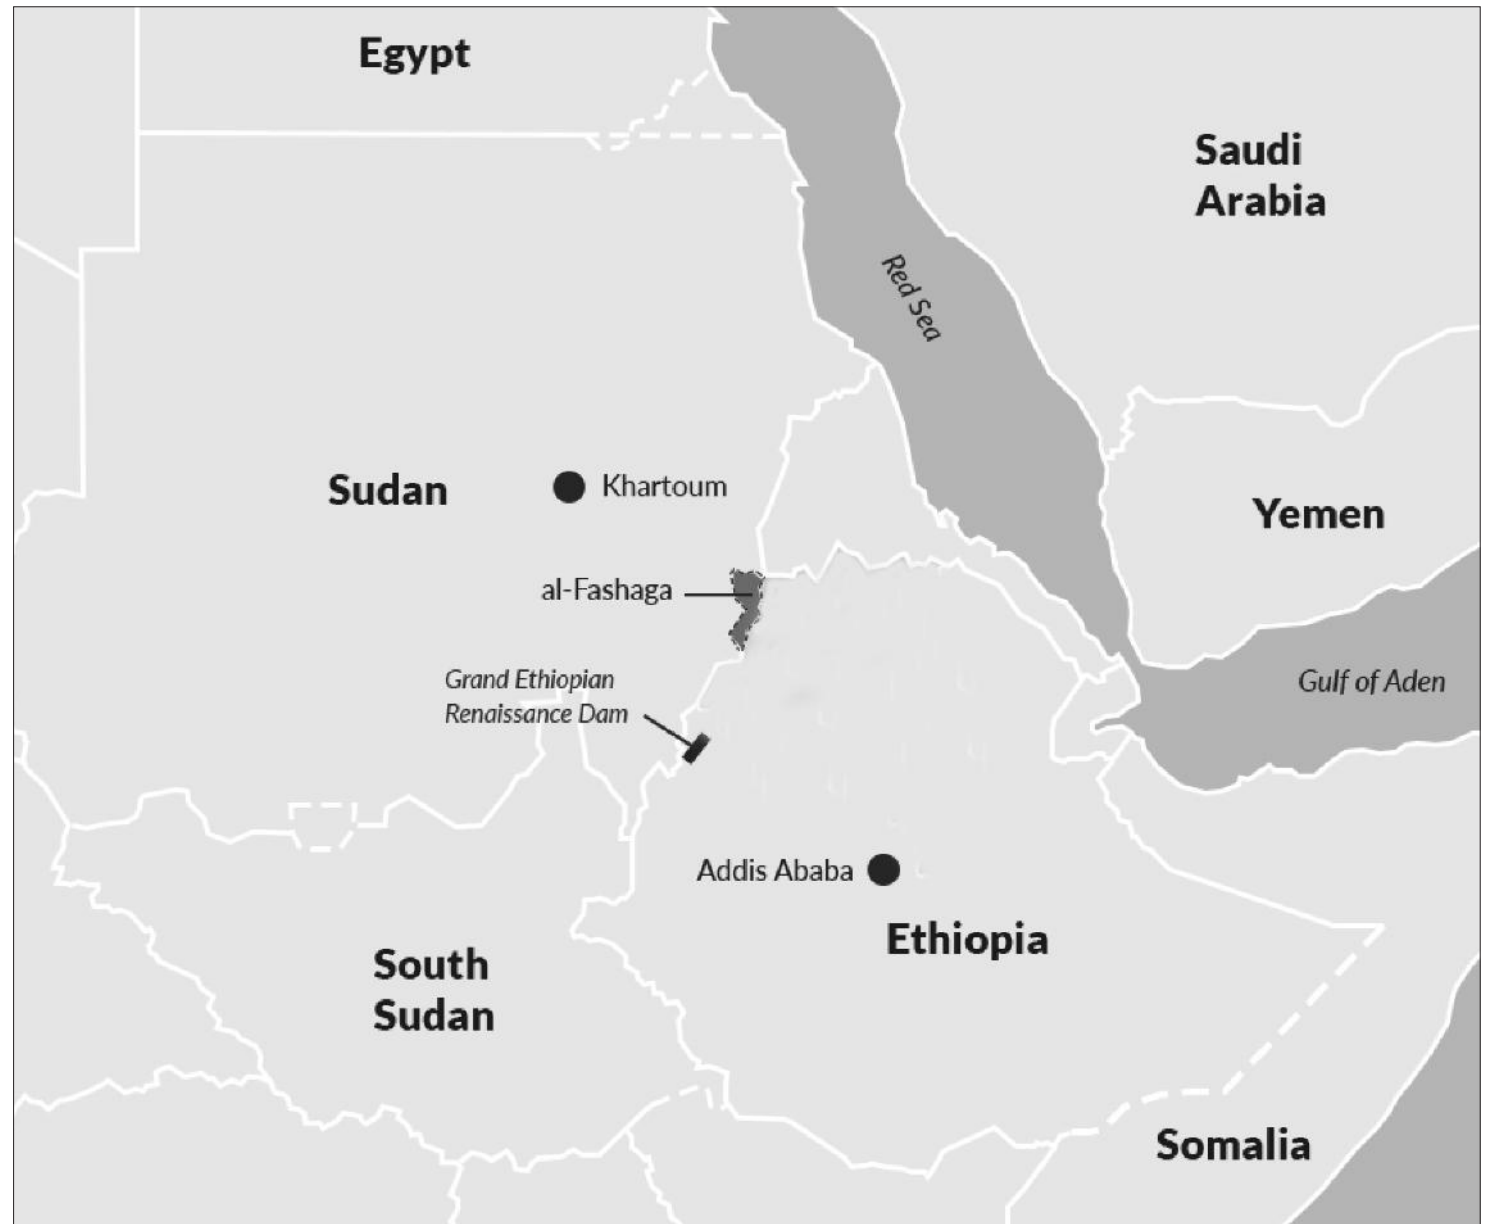 Egypt
Saudi
Arabia
Red Sea
Sudan
Khartoum
Yemen
al-Fashaga
Grand Ethiopian
Renaissance Dam
Gulf of Aden
Addis Ababa
Ethiopia
South
Sudan
Somalia